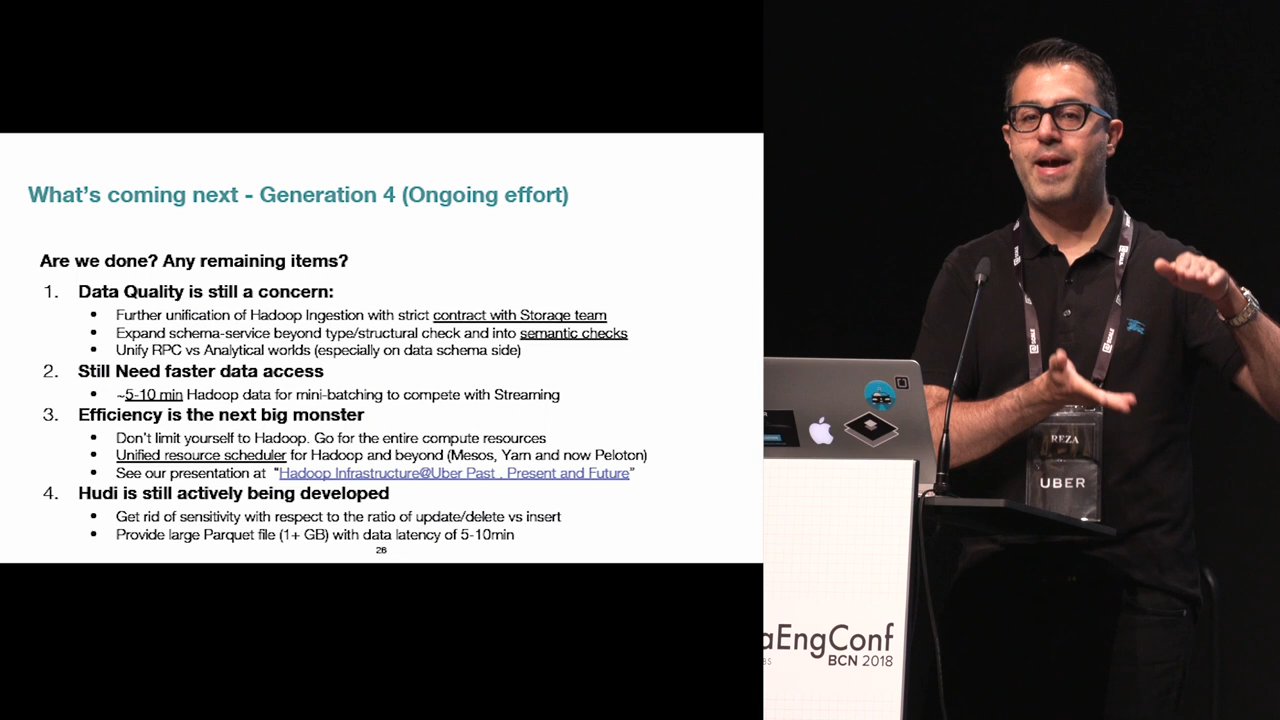 What's coming next - Generation 4 (Ongoing effort)
Are we done? Any remaining items?
1. Data Quality is still a concern:
• Further unification of Hadoop Ingestion with strict contract with Storage team
• Expand schema-service beyond type/structural check and into semantic checks
• Unify RPC vs Analytical worlds (especially on data schema side)
2. Still Need faster data access
• ~5-10 min Hadoop data for mini-batching to compete with Streaming
3. Efficiency is the next big monster
• Don't limit yourself to Hadoop. Go for the entire compute resources
• Unified resource scheduler for Hadoop and beyond (Mesos, Yarn and now Peloton)
• See our presentation at “Hadoop Infrastructure@Uber Past , Present and Future”
4. Hudi is still actively being developed
• Get rid of sensitivity with respect to the ratio of update/delete vs insert
• Provide large Parquet file (1+ GB) with data latency of 5-10min
26
REZA
UBER
aEngConf
BCN 2018